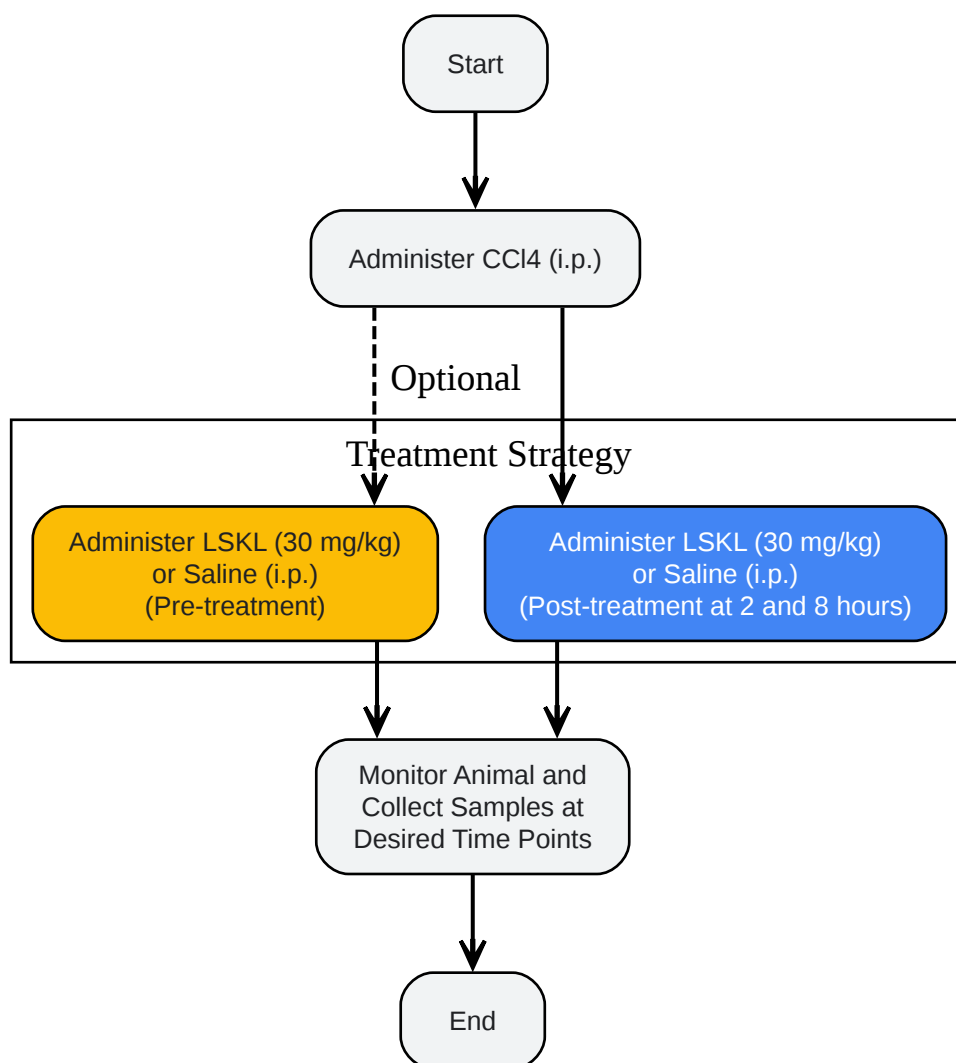 Start
Administer CCl4 (i.p.)
Optional
Treatment Strategy
Administer LSKL (30 mg/kg)
or Saline (i.p.)
(Pre-treatment)
Administer LSKL (30 mg/kg)
or Saline (i.p.)
(Post-treatment at 2 and 8 hours)
Monitor Animal and
Collect Samples at
Desired Time Points
End